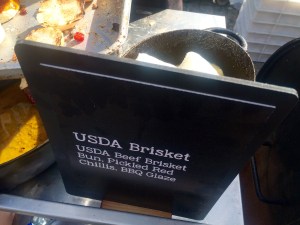 USDA Brisket
USDA Beef Brisket
Bun, Pickled Red
Chillis, BBQ Glaze